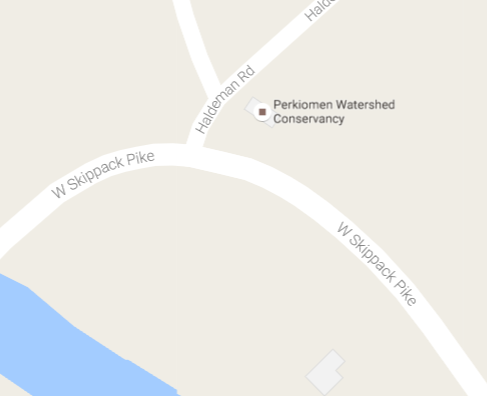 Halde
Haldeman Rd
Perkiomen Watershed
Conservancy
W Skippack Pike
W Skippack Pike